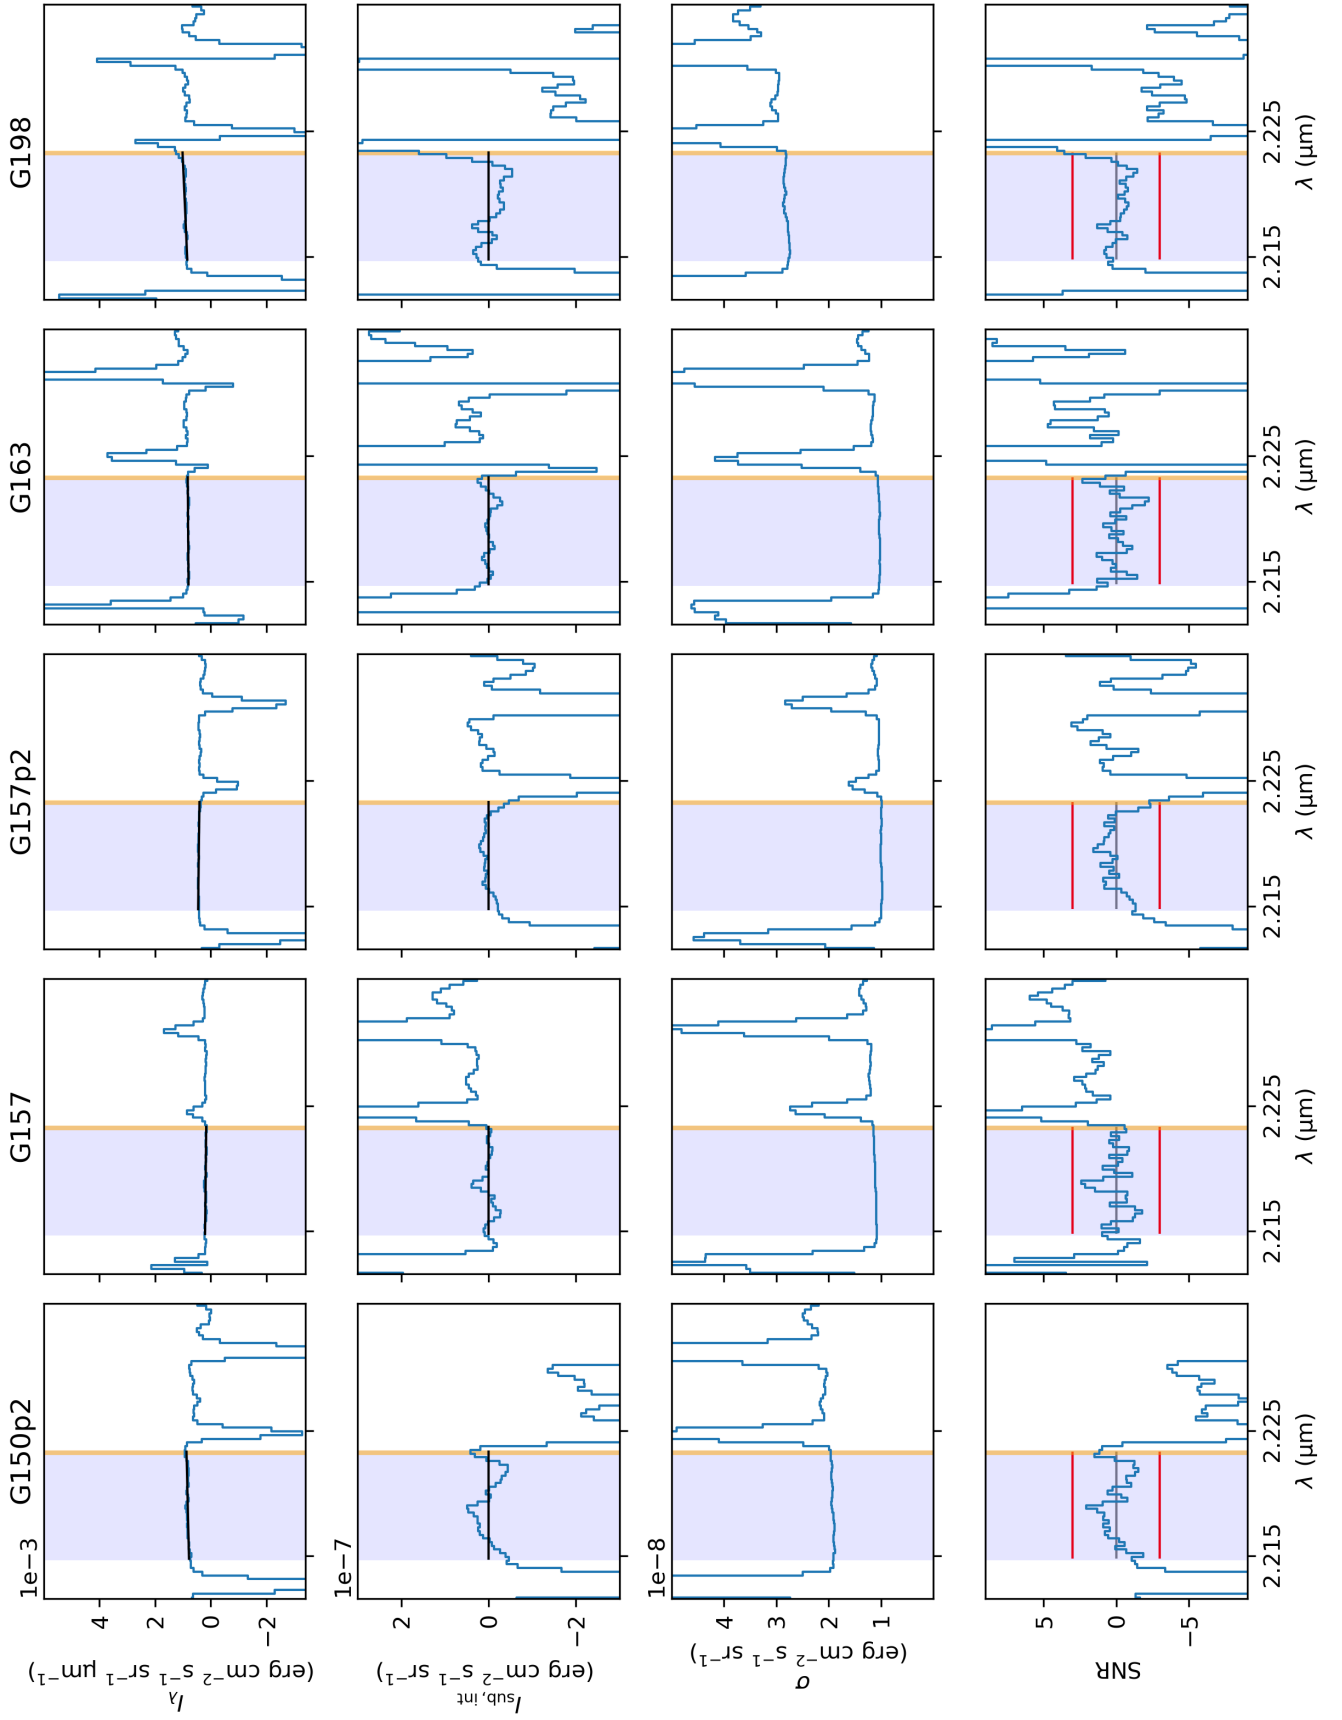 G150p2 G157 G157p2 G163 G198
1e−3
I_λ
(erg cm⁻² s⁻¹ sr⁻¹ μm⁻¹)
4
2
0
−2
1e−7
I_sub, int
(erg cm⁻² s⁻¹ sr⁻¹)
2
0
−2
1e−8
σ
(erg cm⁻² s⁻¹ sr⁻¹)
4
3
2
1
SNR
5
0
−5
2.215 2.225 2.215 2.225 2.215 2.225 2.215 2.225 2.215 2.225
λ (μm) λ (μm) λ (μm) λ (μm) λ (μm)